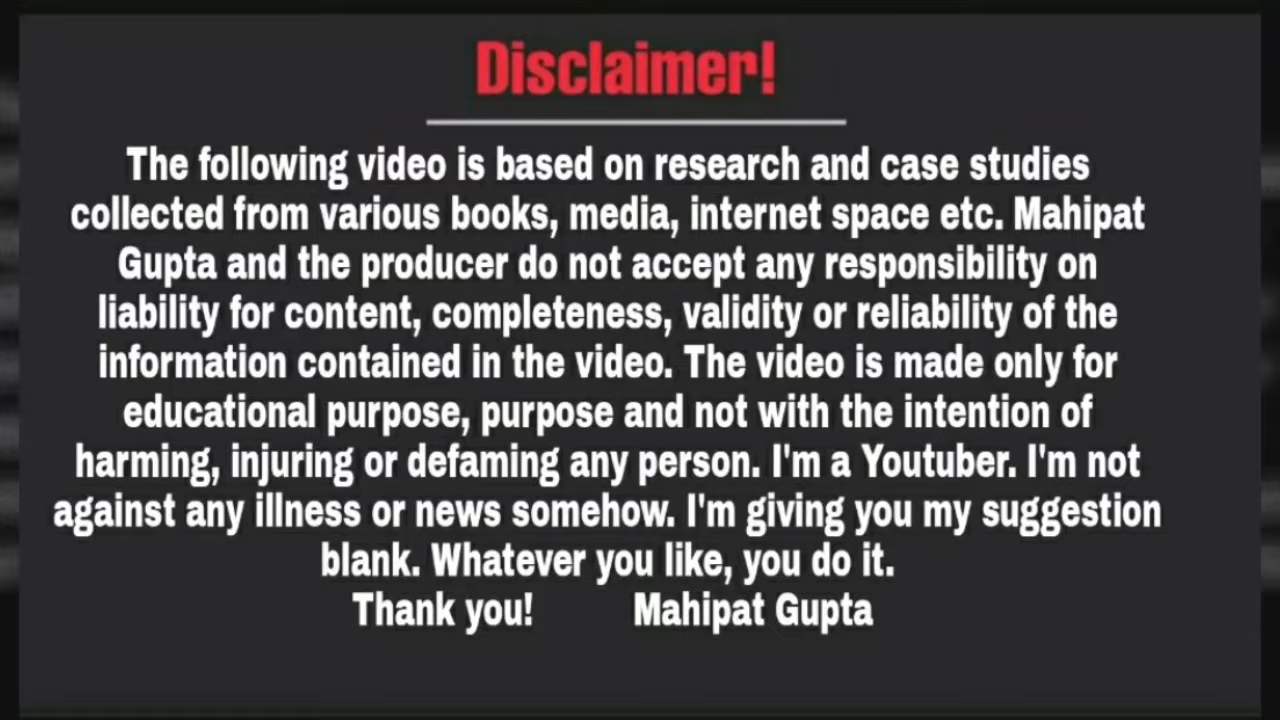 Disclaimer!
The following video is based on research and case studies
collected from various books, media, internet space etc. Mahipat
Gupta and the producer do not accept any responsibility on
liability for content, completeness, validity or reliability of the
information contained in the video. The video is made only for
educational purpose, purpose and not with the intention of
harming, injuring or defaming any person. I'm a Youtuber. I'm not
against any illness or news somehow. I'm giving you my suggestion
blank. Whatever you like, you do it.
Thank you! Mahipat Gupta